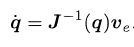 q̇ = J⁻¹(q)vₑ.